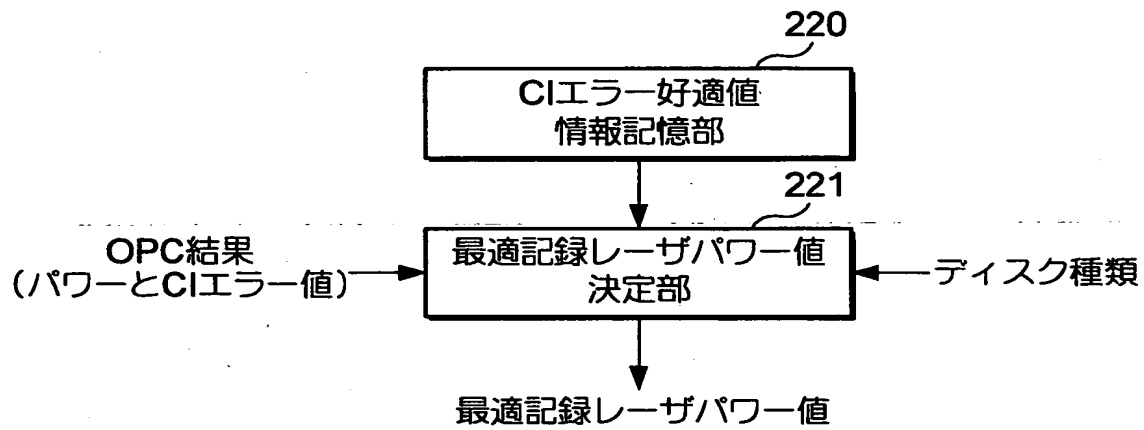 220
CIエラー好適値
情報記憶部
221
OPC結果
(パワーとCIエラー値)
最適記録レーザパワー値
決定部
ディスク種類
最適記録レーザパワー値